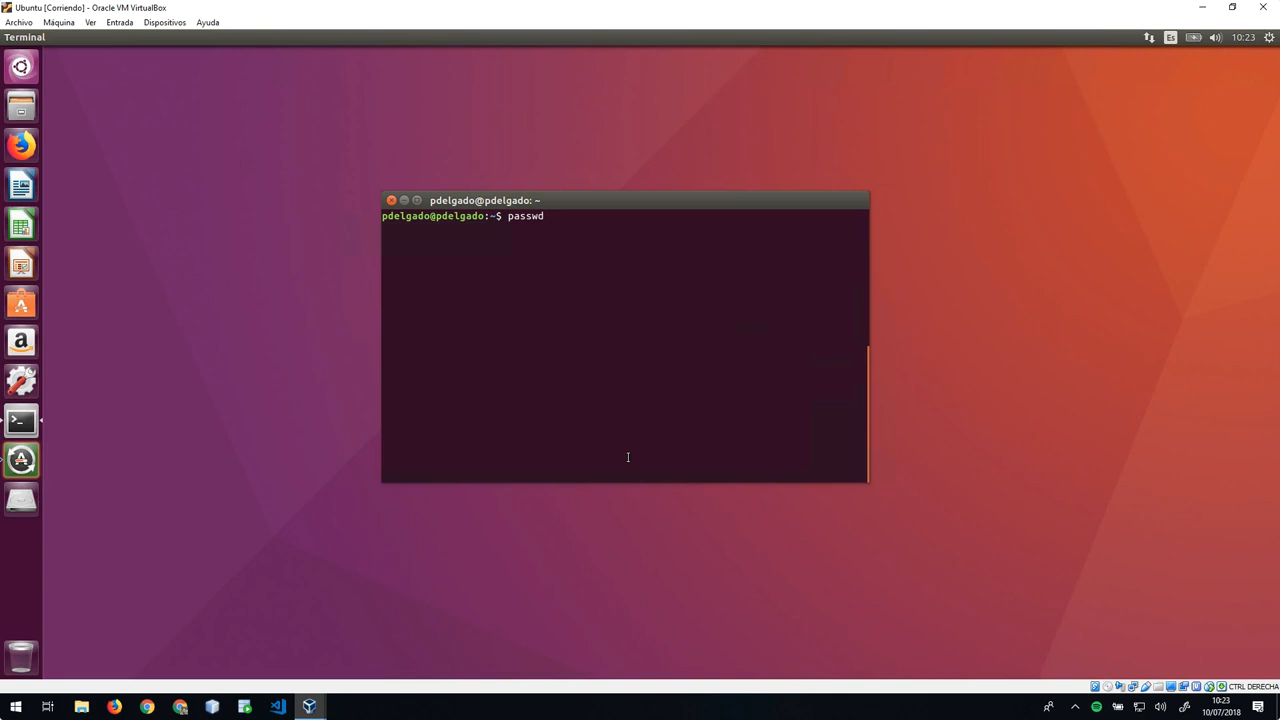 Ubuntu [Corriendo] - Oracle VM VirtualBox
Archivo Máquina Ver Entrada Dispositivos Ayuda
Terminal
Es
10:23
pdelgado@pdelgado: ~
pdelgado@pdelgado:~$ passwd
CTRL DERECHA
10:23
10/07/2018